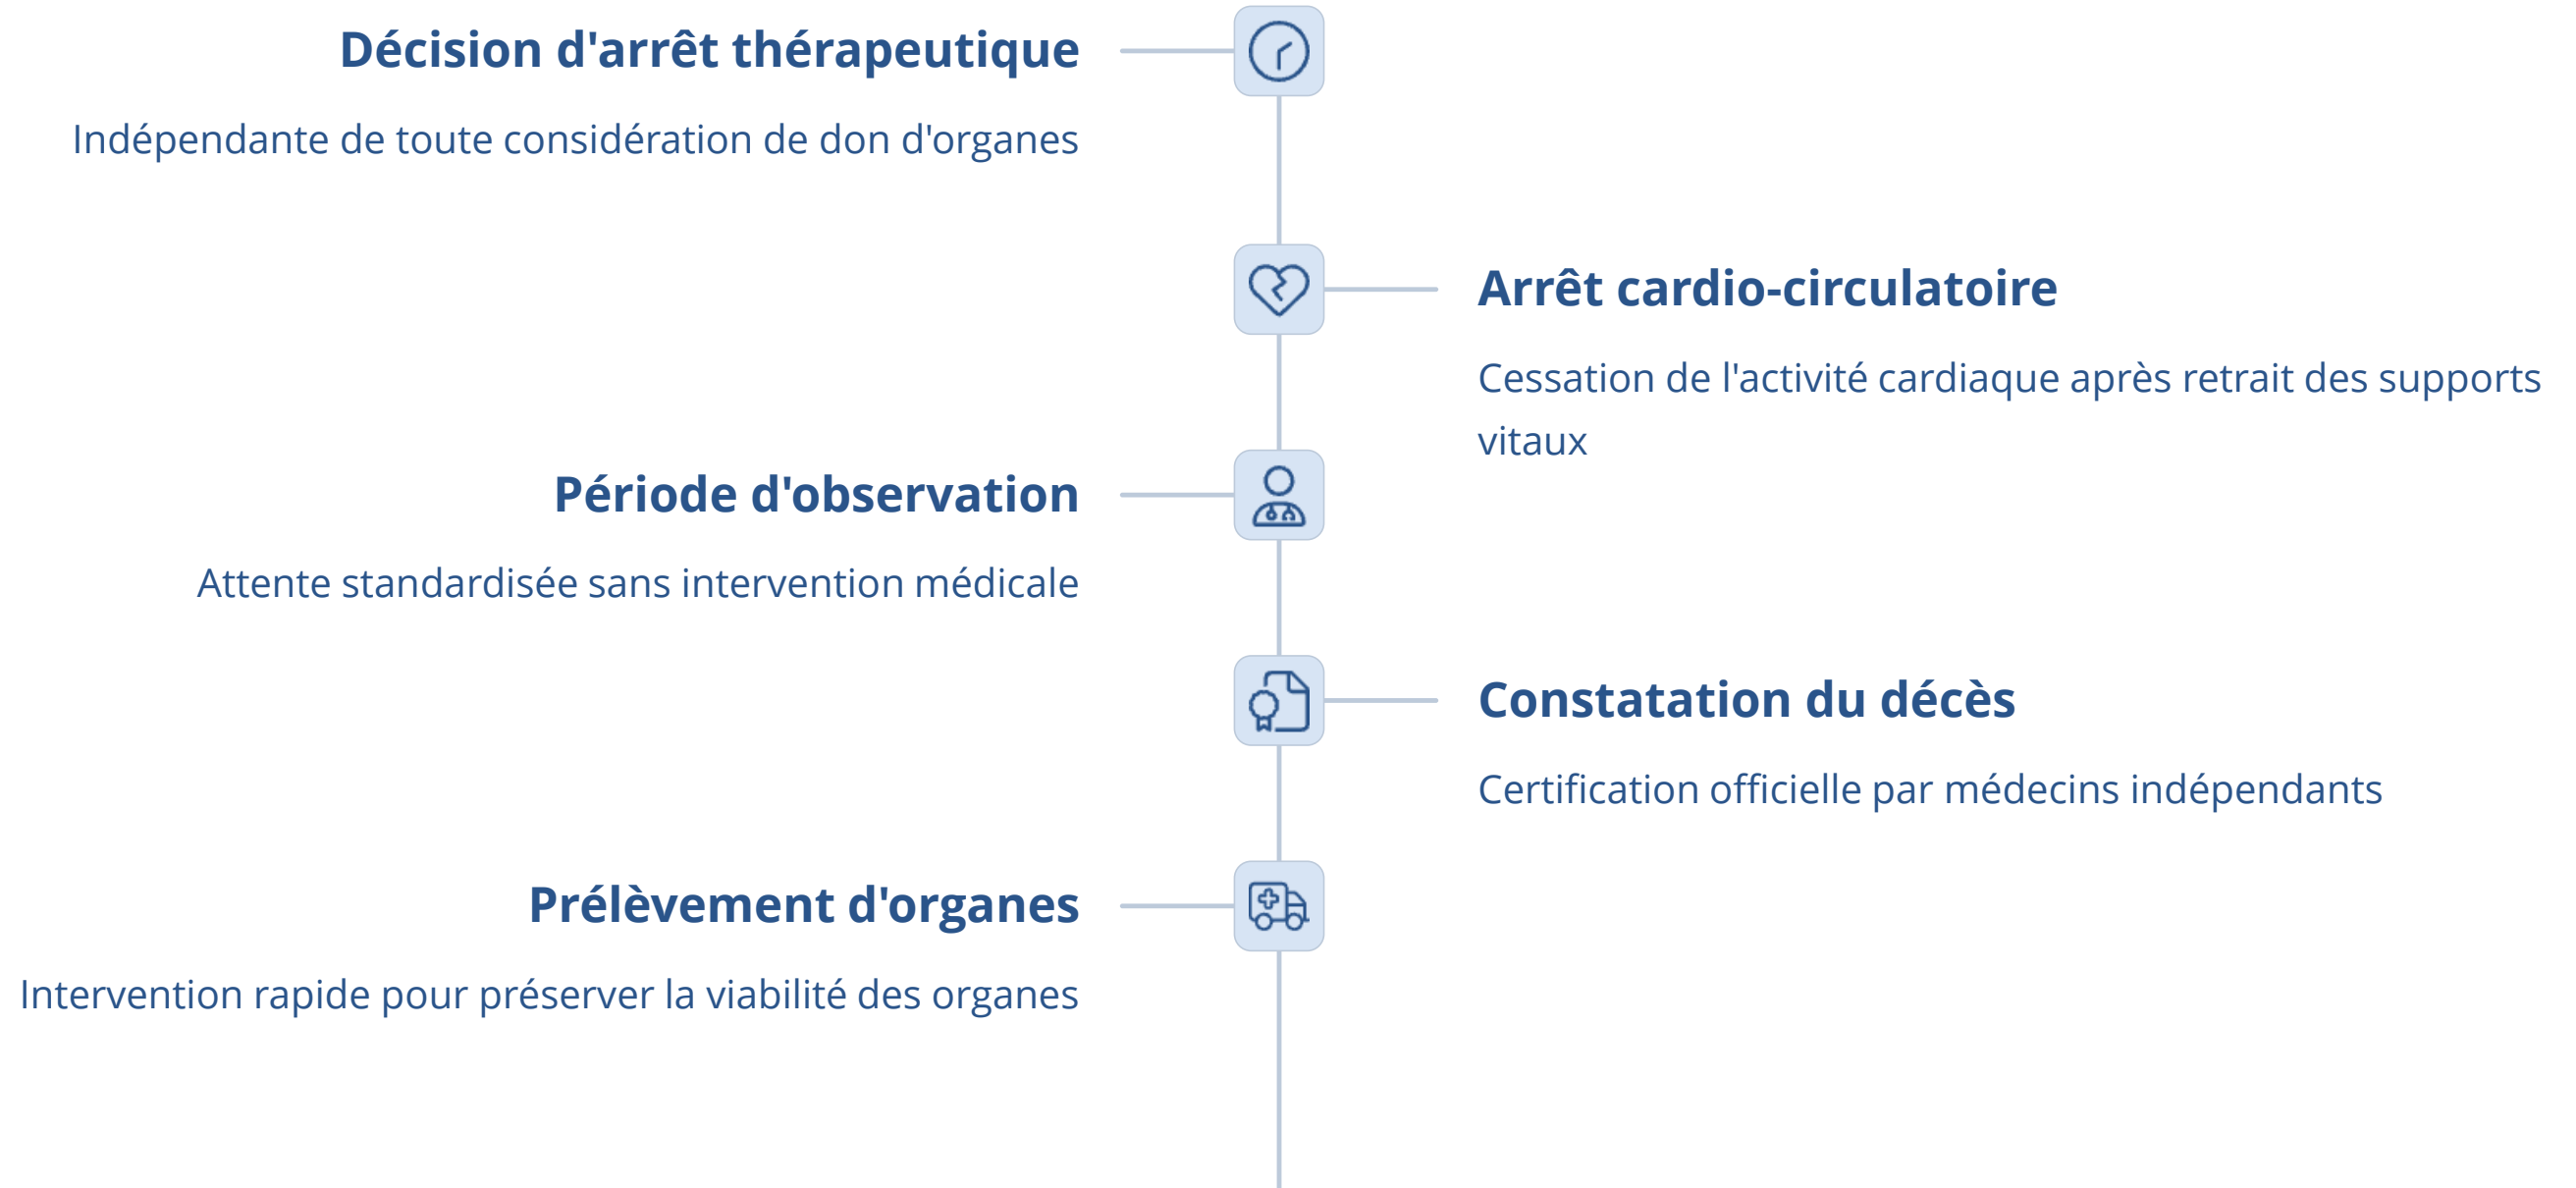 Décision d'arrêt thérapeutique
Indépendante de toute considération de don d'organes
Arrêt cardio-circulatoire
Cessation de l'activité cardiaque après retrait des supports
vitaux
Période d'observation
Attente standardisée sans intervention médicale
Constatation du décès
Certification officielle par médecins indépendants
Prélèvement d'organes
Intervention rapide pour préserver la viabilité des organes